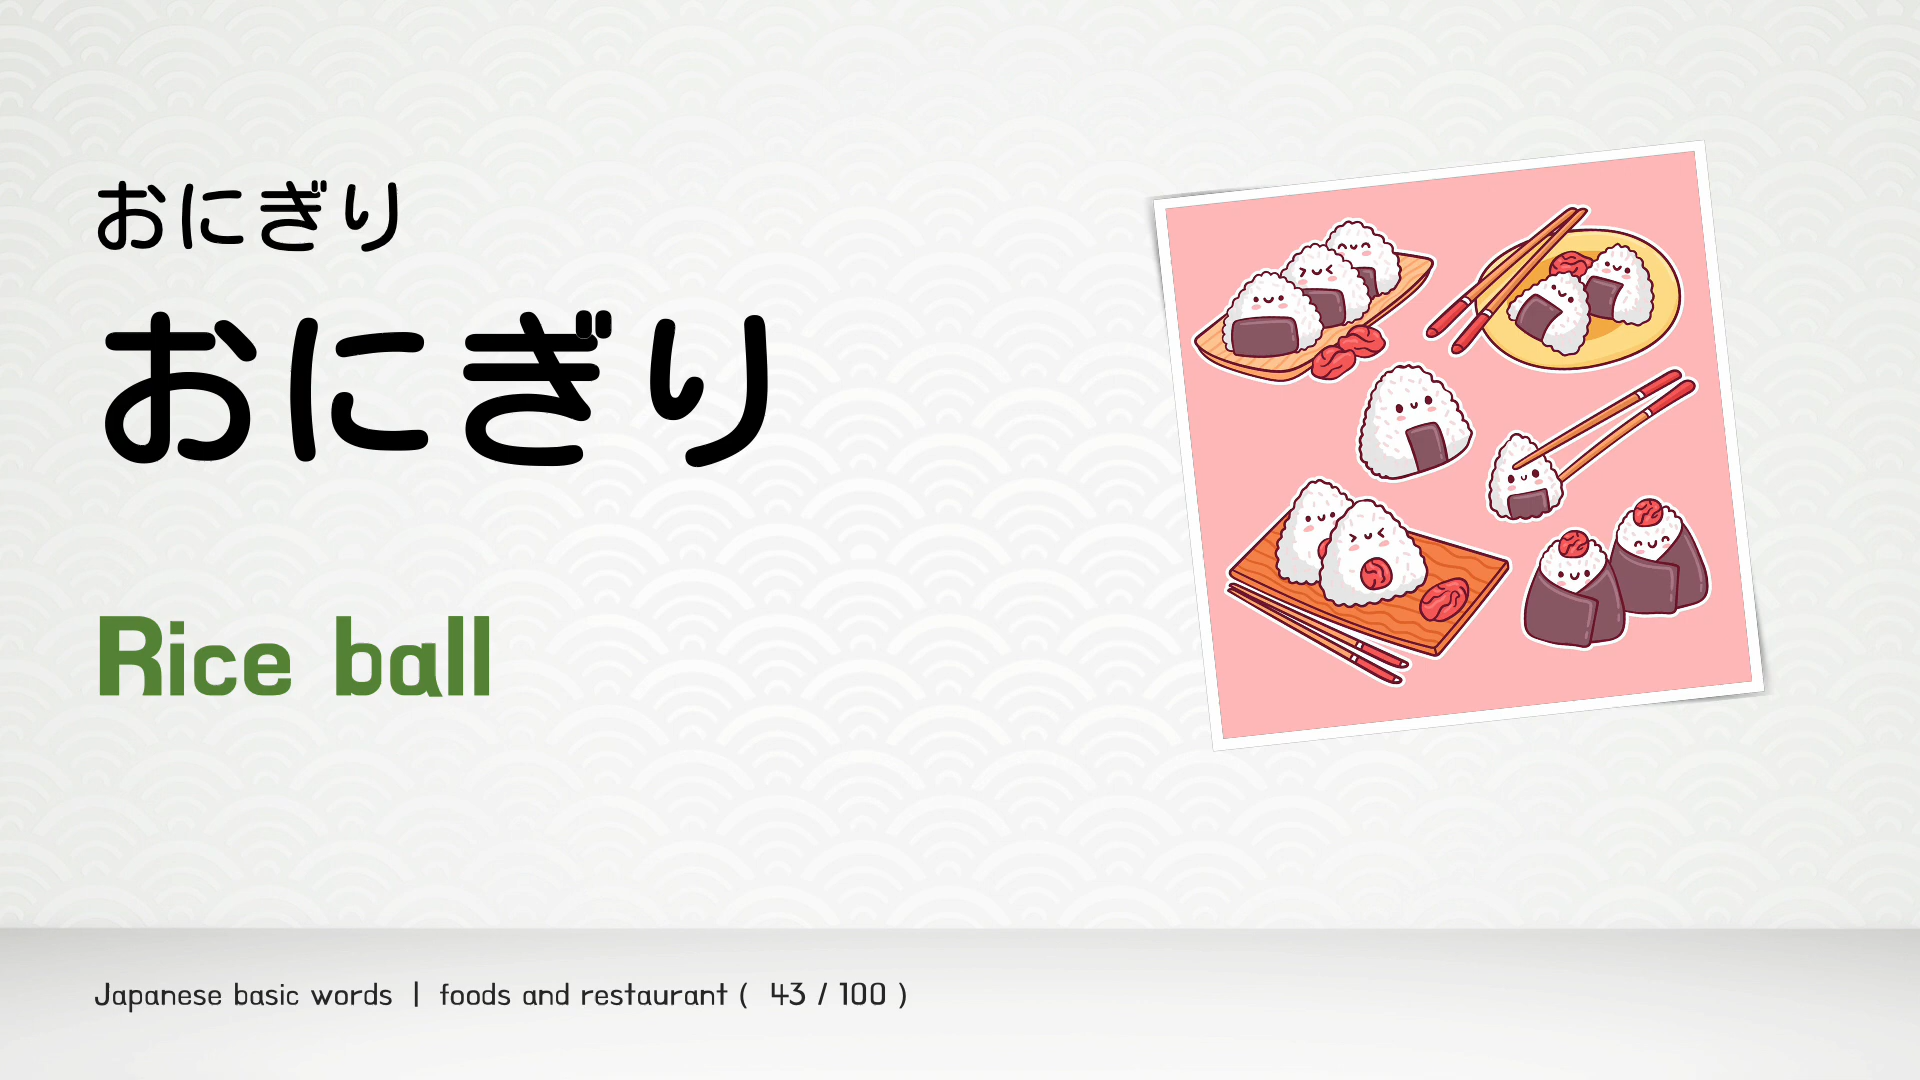 おにぎり
おにぎり
Rice ball
Japanese basic words | foods and restaurant ( 43 / 100 )